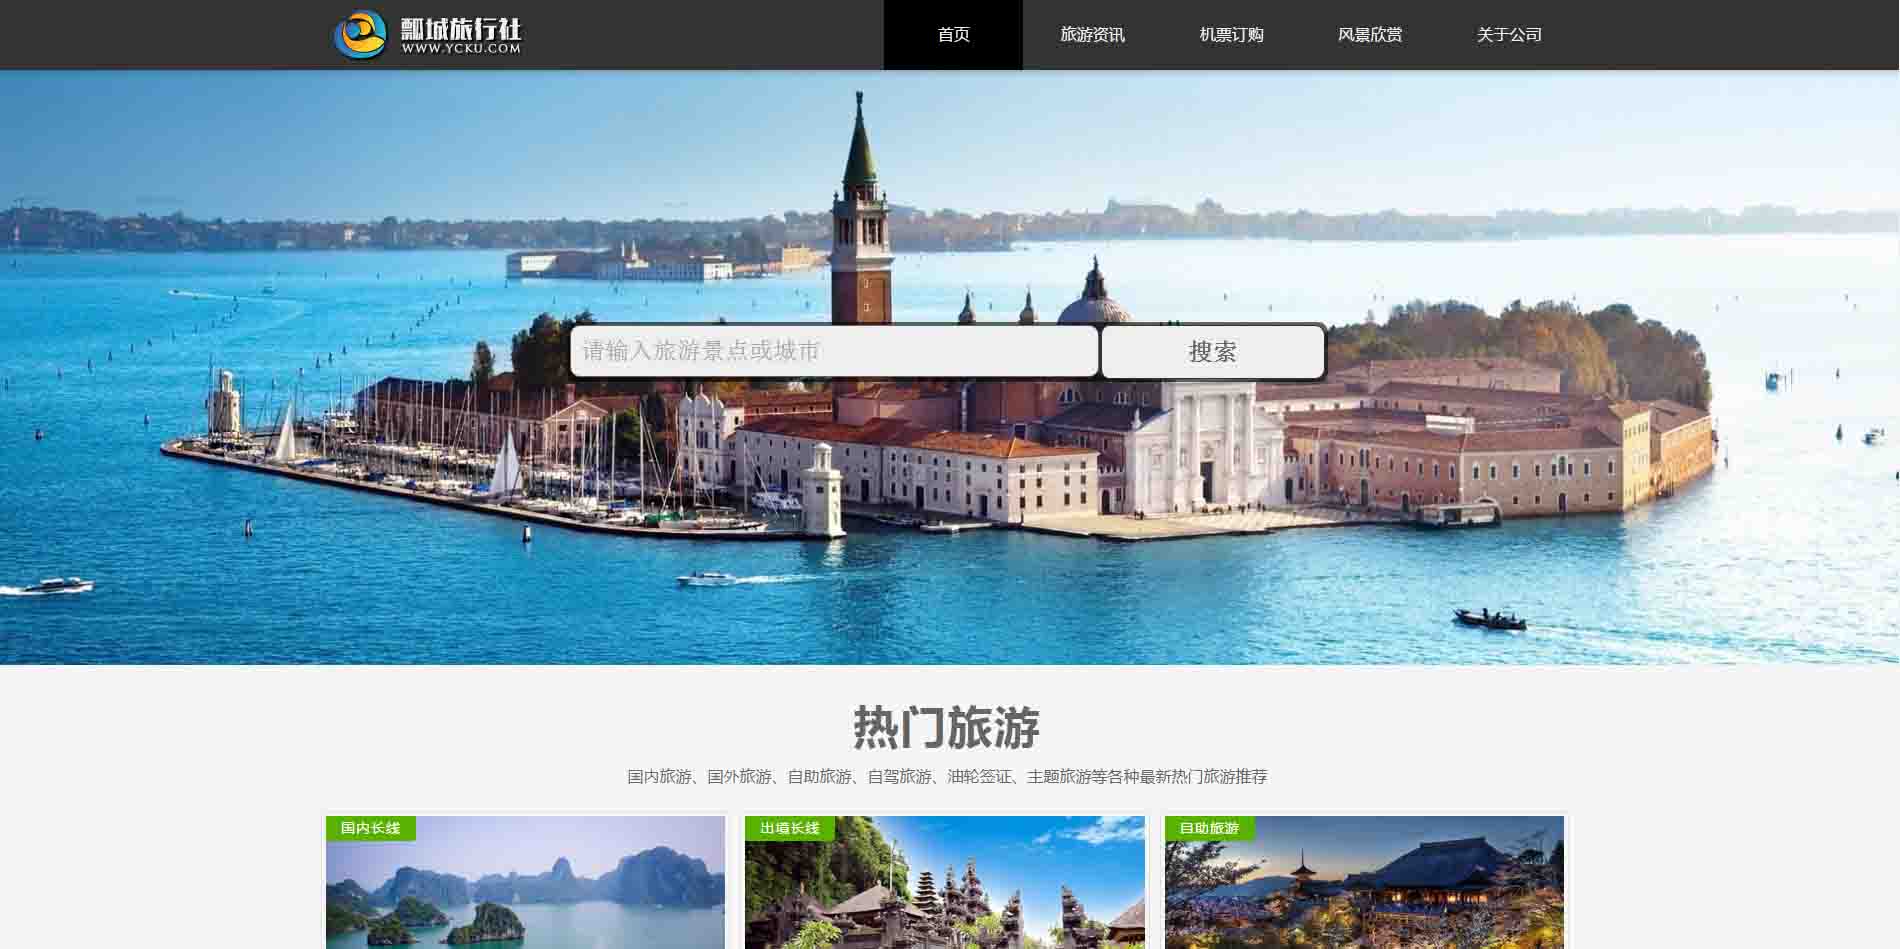 瓢城旅行社
WWW.YCKU.COM
首页 旅游资讯 机票订购 风景欣赏 关于公司
请输入旅游景点或城市 搜索
热门旅游
国内旅游、国外旅游、自助旅游、自驾旅游、油轮签证、主题旅游等各种最新热门旅游推荐
国内长线 出境长线 自助旅游